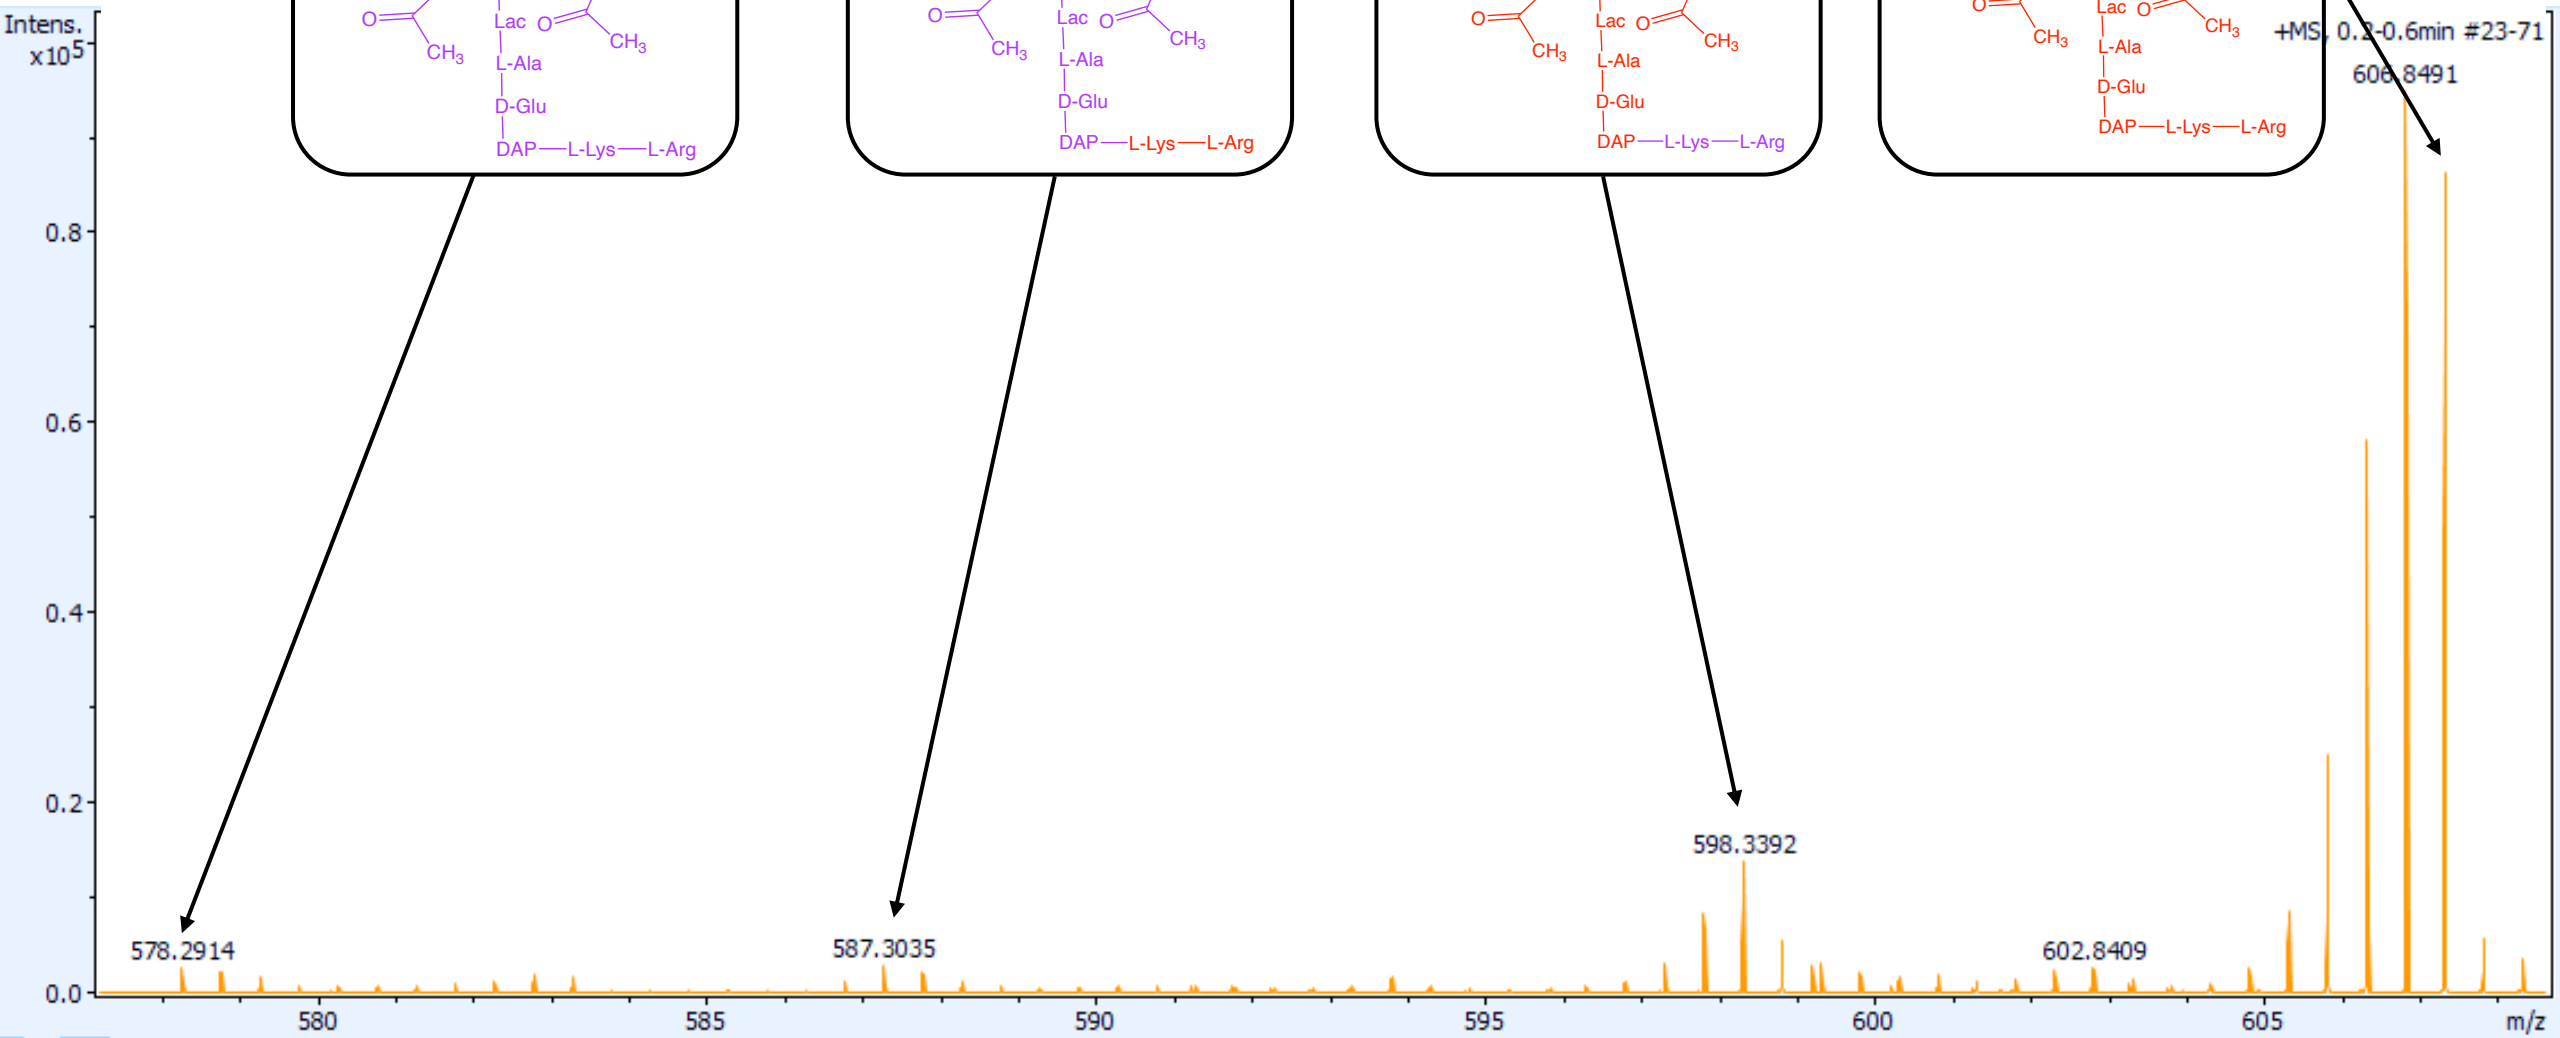 Intens.
x10⁵
+MS, 0.2-0.6min #23-71
606.8491
O
CH₃
Lac
O
CH₃
L-Ala
D-Glu
DAP—L-Lys—L-Arg
O
CH₃
Lac
O
CH₃
L-Ala
D-Glu
DAP—L-Lys—L-Arg
O
CH₃
Lac
O
CH₃
L-Ala
D-Glu
DAP—L-Lys—L-Arg
O
CH₃
Lac
O
CH₃
L-Ala
D-Glu
DAP—L-Lys—L-Arg
0.8
0.6
0.4
0.2
0.0
578.2914
587.3035
598.3392
602.8409
580
585
590
595
600
605
m/z